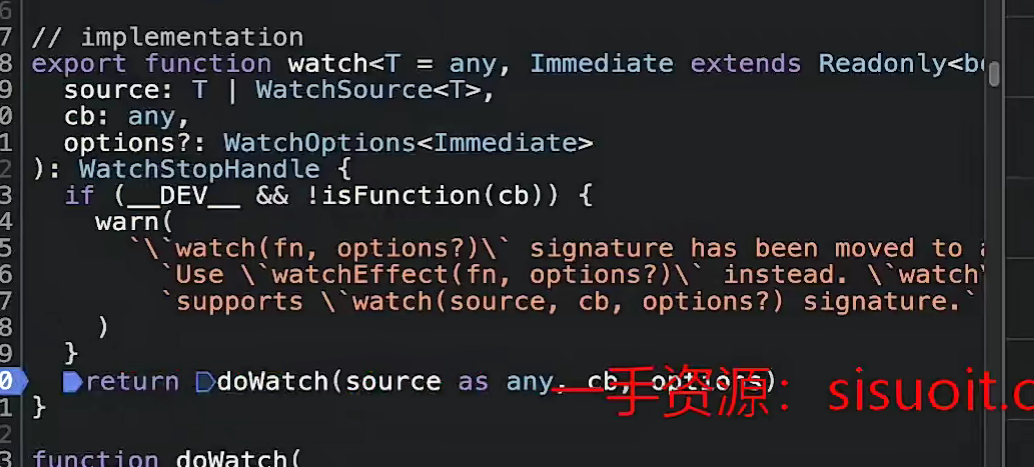 6
7 // implementation
8 export function watch<T = any, Immediate extends Readonly<bo
9 source: T | WatchSource<T>,
0 cb: any,
1 options?: WatchOptions<Immediate>
2 ): WatchStopHandle {
3 if (__DEV__ && !isFunction(cb)) {
4 warn(
5 `\`watch(fn, options?)\` signature has been moved to a
6 `Use \`watchEffect(fn, options?)\` instead. \`watch\
7 `supports \`watch(source, cb, options?) signature.`
8 )
9 }
0 return doWatch(source as any, cb, options)
一手资源：sisuoit.c
1 }
2
3 function doWatch(